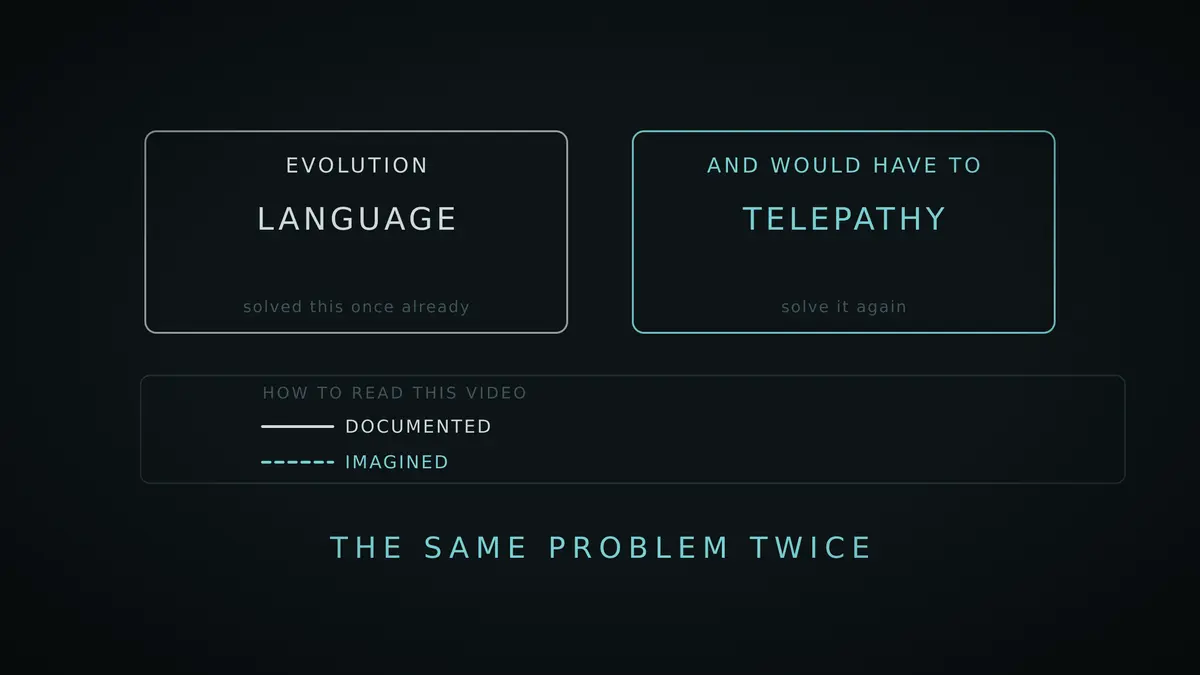 EVOLUTION
LANGUAGE
solved this once already
AND WOULD HAVE TO
TELEPATHY
solve it again
HOW TO READ THIS VIDEO
DOCUMENTED
IMAGINED
THE SAME PROBLEM TWICE